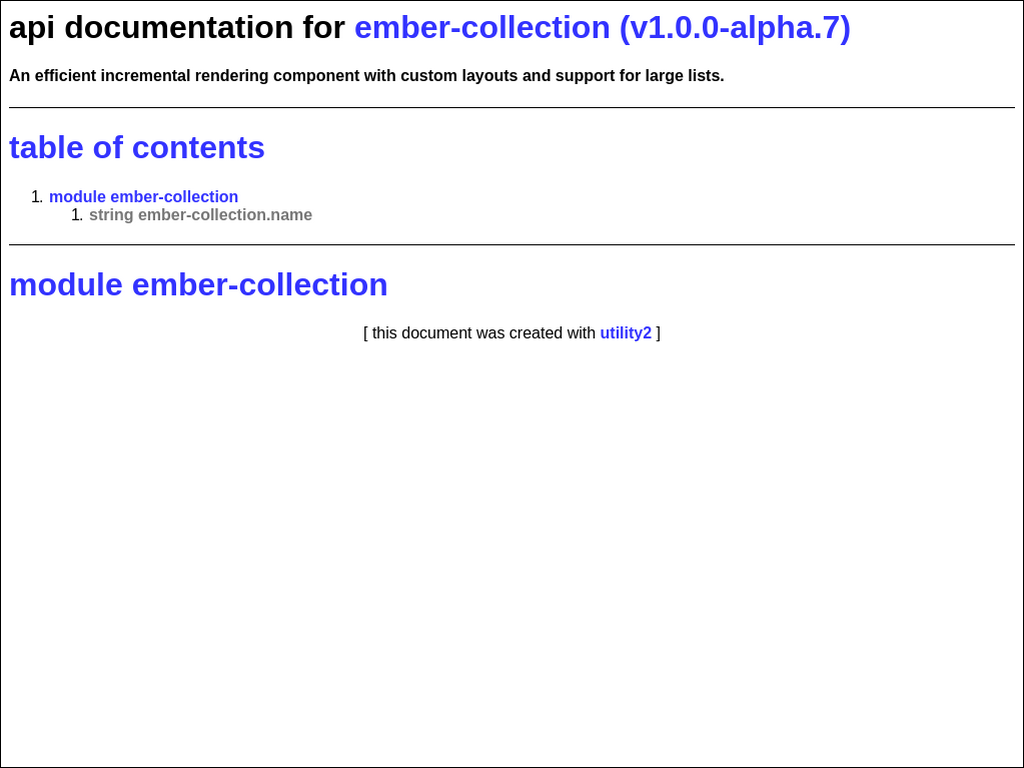 api documentation for ember-collection (v1.0.0-alpha.7)
An efficient incremental rendering component with custom layouts and support for large lists.
table of contents
1. module ember-collection
1. string ember-collection.name
module ember-collection
[ this document was created with utility2 ]